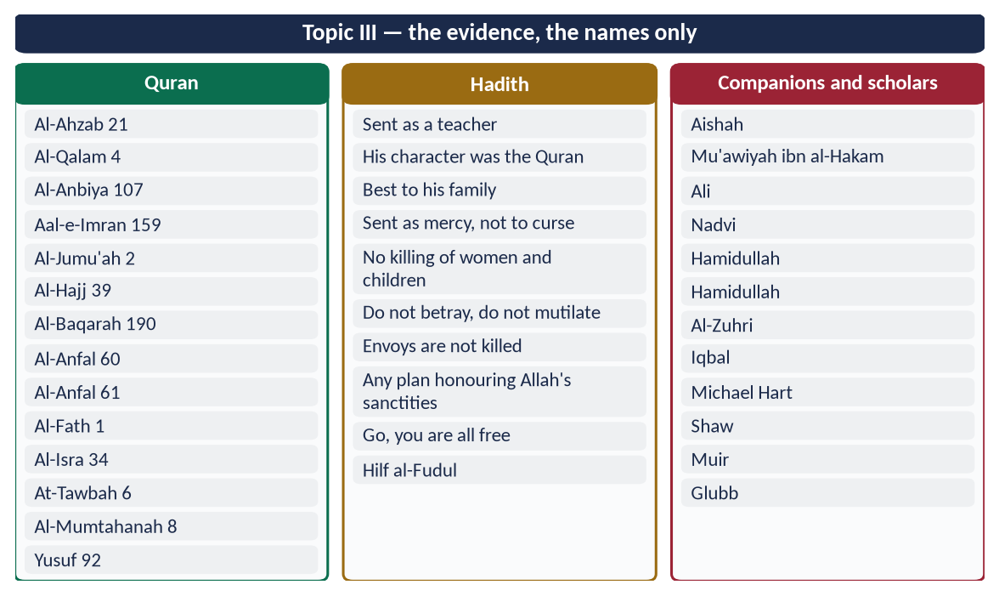 Topic III — the evidence, the names only
Quran
Al-Ahzab 21
Al-Qalam 4
Al-Anbiya 107
Aal-e-Imran 159
Al-Jumu'ah 2
Al-Hajj 39
Al-Baqarah 190
Al-Anfal 60
Al-Anfal 61
Al-Fath 1
Al-Isra 34
At-Tawbah 6
Al-Mumtahanah 8
Yusuf 92
Hadith
Sent as a teacher
His character was the Quran
Best to his family
Sent as mercy, not to curse
No killing of women and
children
Do not betray, do not mutilate
Envoys are not killed
Any plan honouring Allah's
sanctities
Go, you are all free
Hilf al-Fudul
Companions and scholars
Aishah
Mu'awiyah ibn al-Hakam
Ali
Nadvi
Hamidullah
Hamidullah
Al-Zuhri
Iqbal
Michael Hart
Shaw
Muir
Glubb